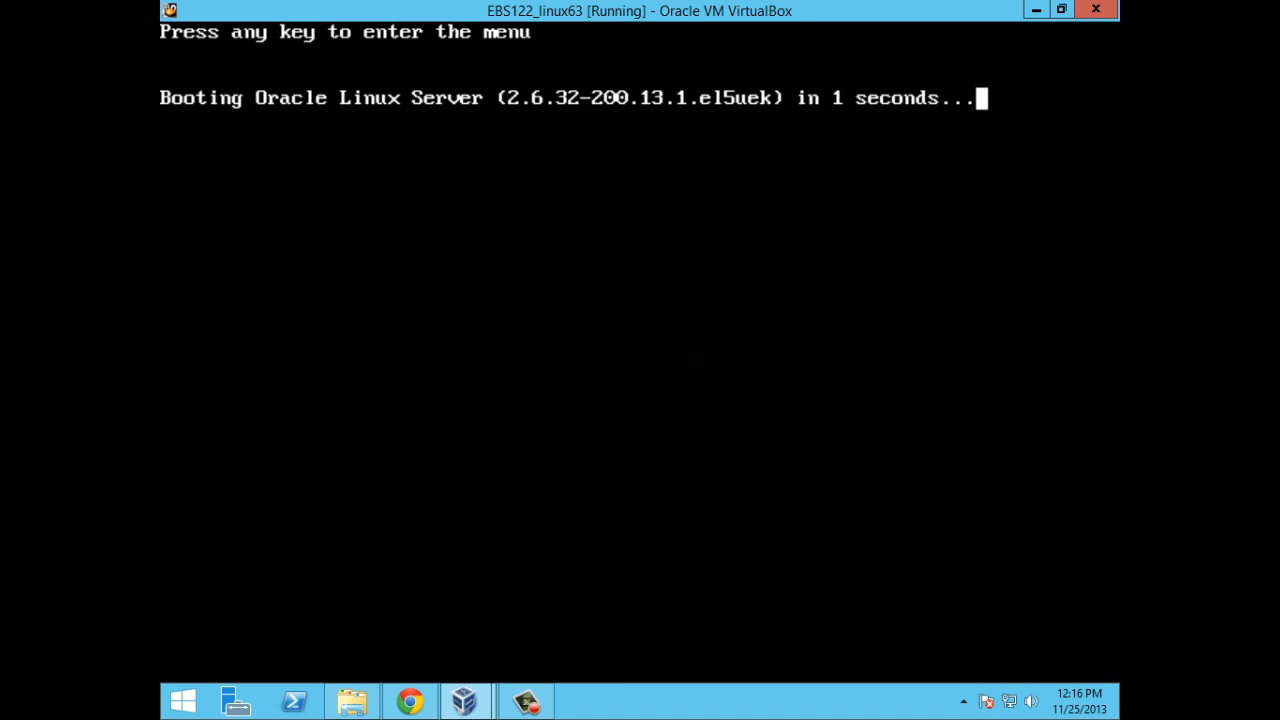 EBS122_linux63 [Running] - Oracle VM VirtualBox
Press any key to enter the menu
Booting Oracle Linux Server (2.6.32-200.13.1.el5uek) in 1 seconds...
12:16 PM
11/25/2013